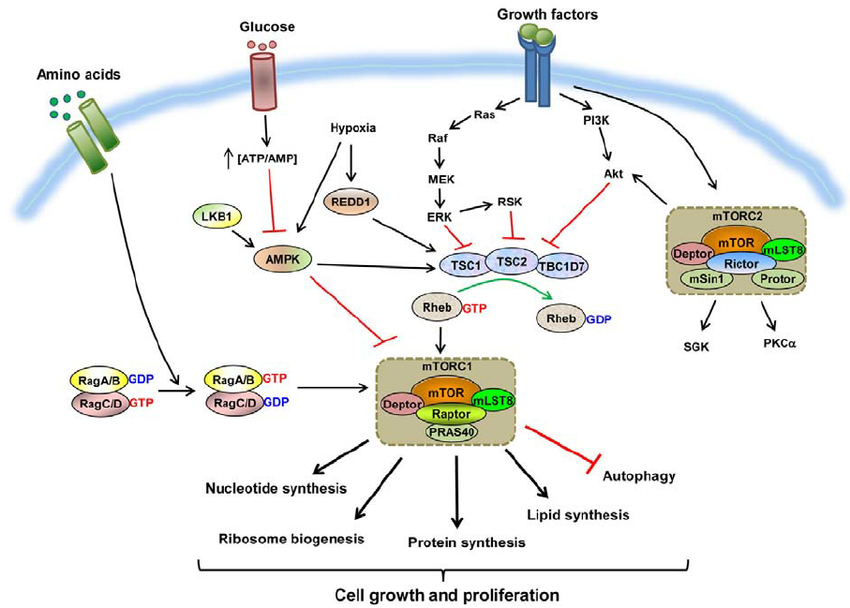 Growth factors
Glucose
Amino acids
Ras
PI3K
Hypoxia
Raf
[ATP/AMP]
MEK
Akt
LKB1
REDD1
ERK
RSK
mTORC2
mTOR
Deptor
mLST8
Rictor
mSin1
Protor
AMPK
TSC1
TSC2
TBC1D7
Rheb
GTP
Rheb
GDP
SGK
PKCα
mTORC1
RagA/B
GDP
RagC/D
GTP
RagA/B
GTP
RagC/D
GDP
mTOR
Deptor
mLST8
Raptor
PRAS40
Autophagy
Nucleotide synthesis
Lipid synthesis
Ribosome biogenesis
Protein synthesis
Cell growth and proliferation